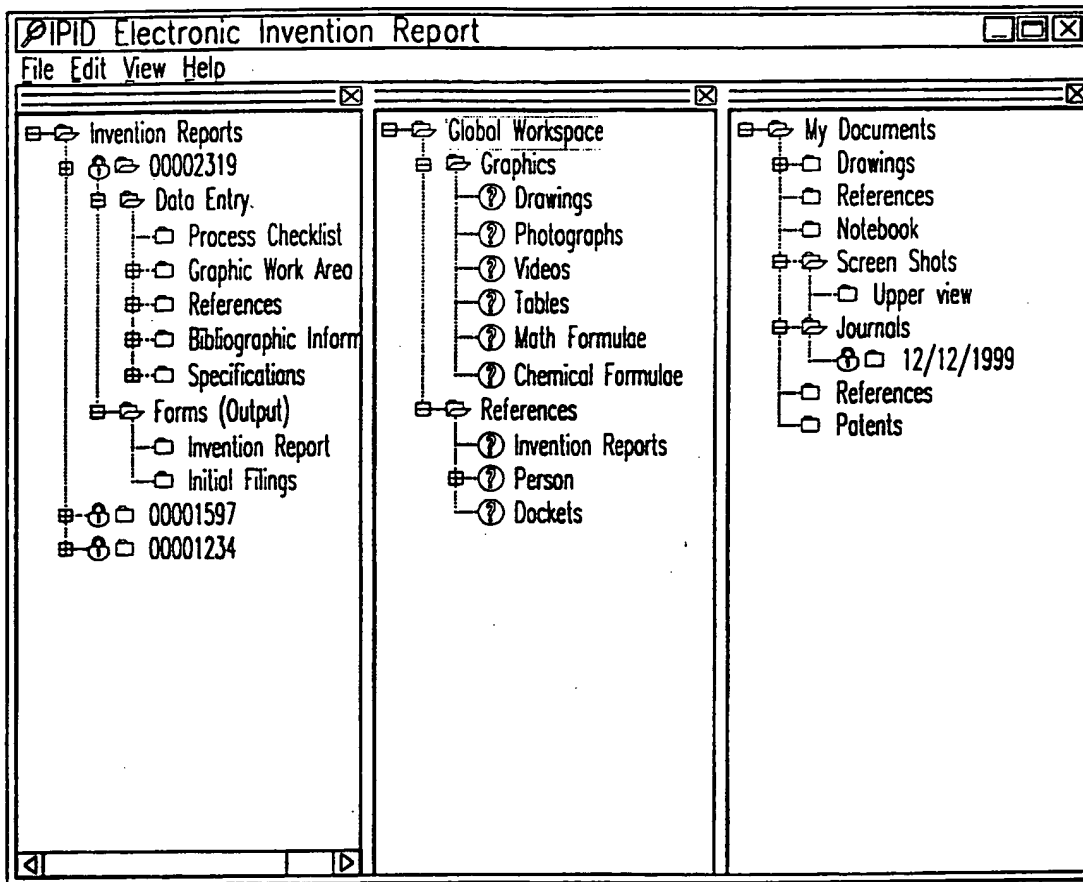 IPID Electronic Invention Report
File Edit View Help
Invention Reports
00002319
Data Entry.
Process Checklist
Graphic Work Area
References
Bibliographic Inform
Specifications
Forms (Output)
Invention Report
Initial Filings
00001597
00001234
Global Workspace
Graphics
Drawings
Photographs
Videos
Tables
Math Formulae
Chemical Formulae
References
Invention Reports
Person
Dockets
My Documents
Drawings
References
Notebook
Screen Shots
Upper view
Journals
12/12/1999
References
Patents